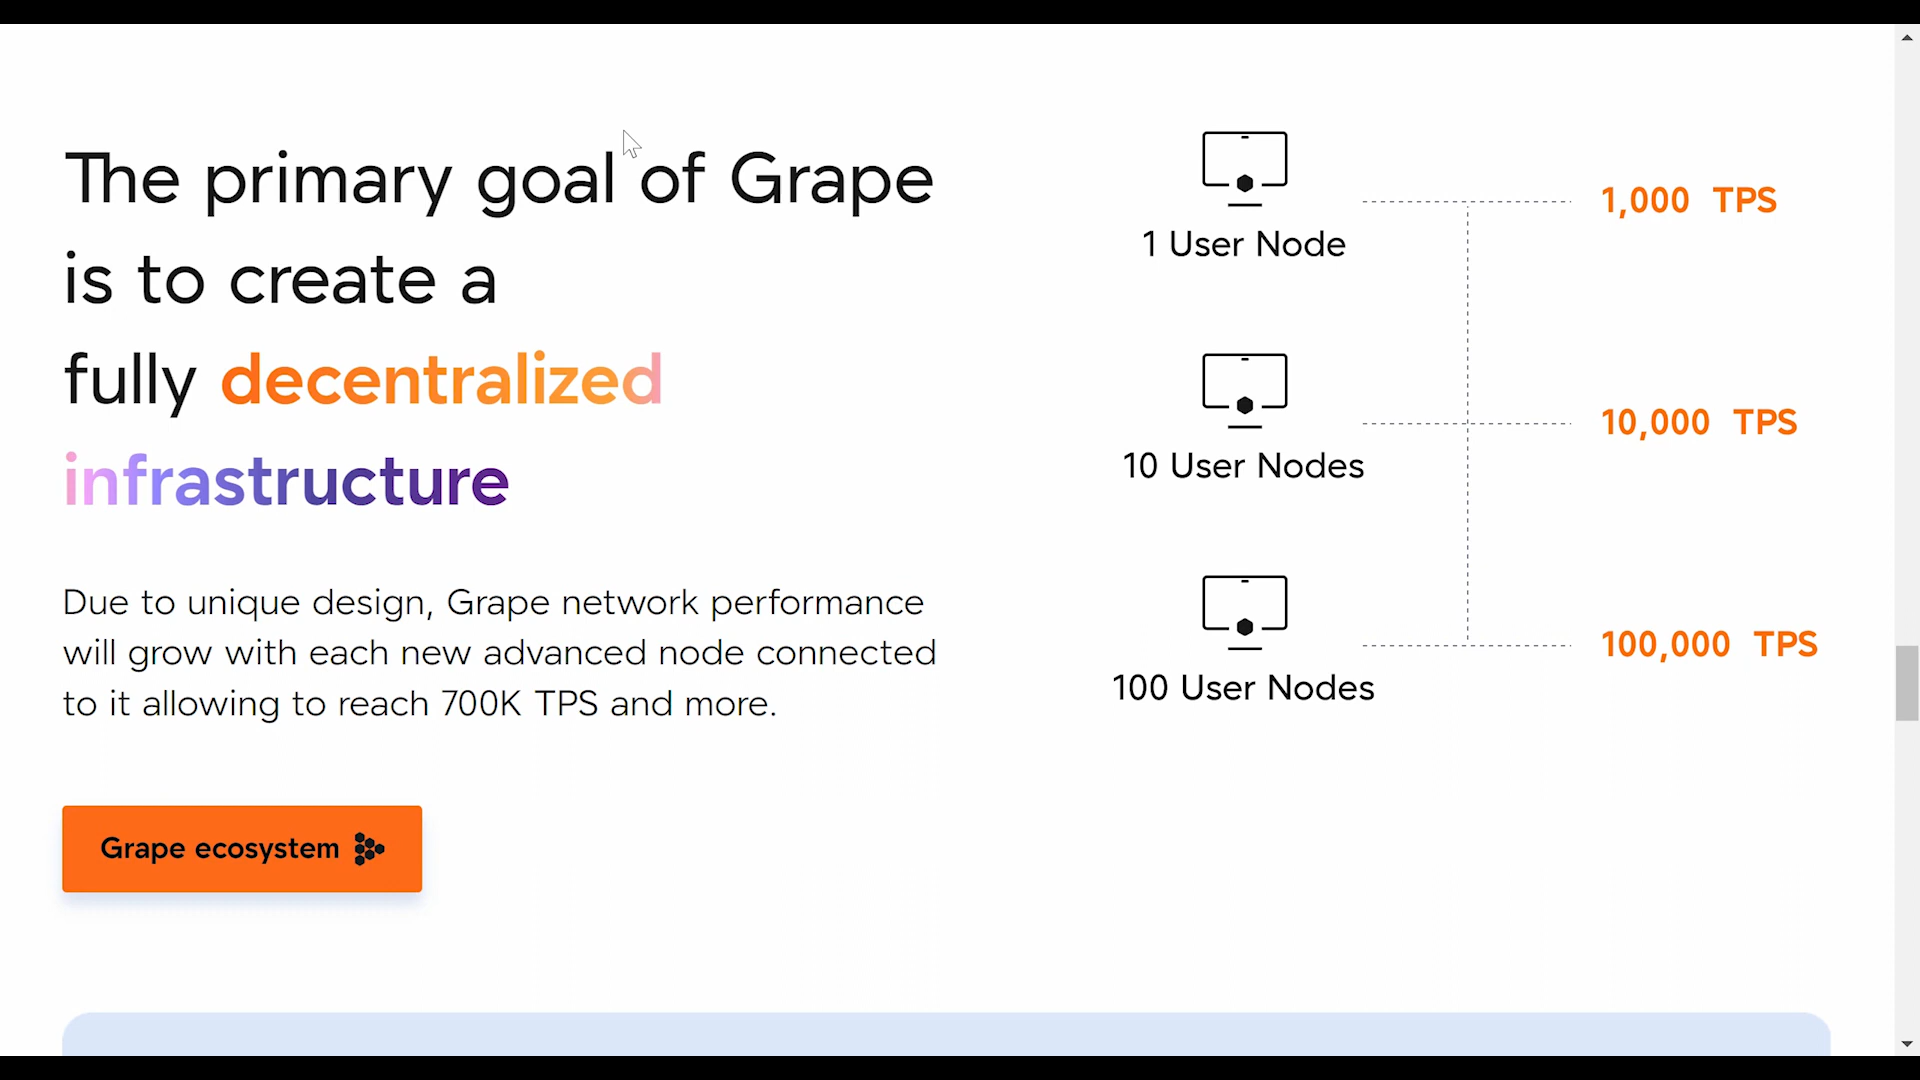 The primary goal of Grape
is to create a
fully decentralized
infrastructure
Due to unique design, Grape network performance
will grow with each new advanced node connected
to it allowing to reach 700K TPS and more.
Grape ecosystem
1 User Node
1,000 TPS
10 User Nodes
10,000 TPS
100 User Nodes
100,000 TPS